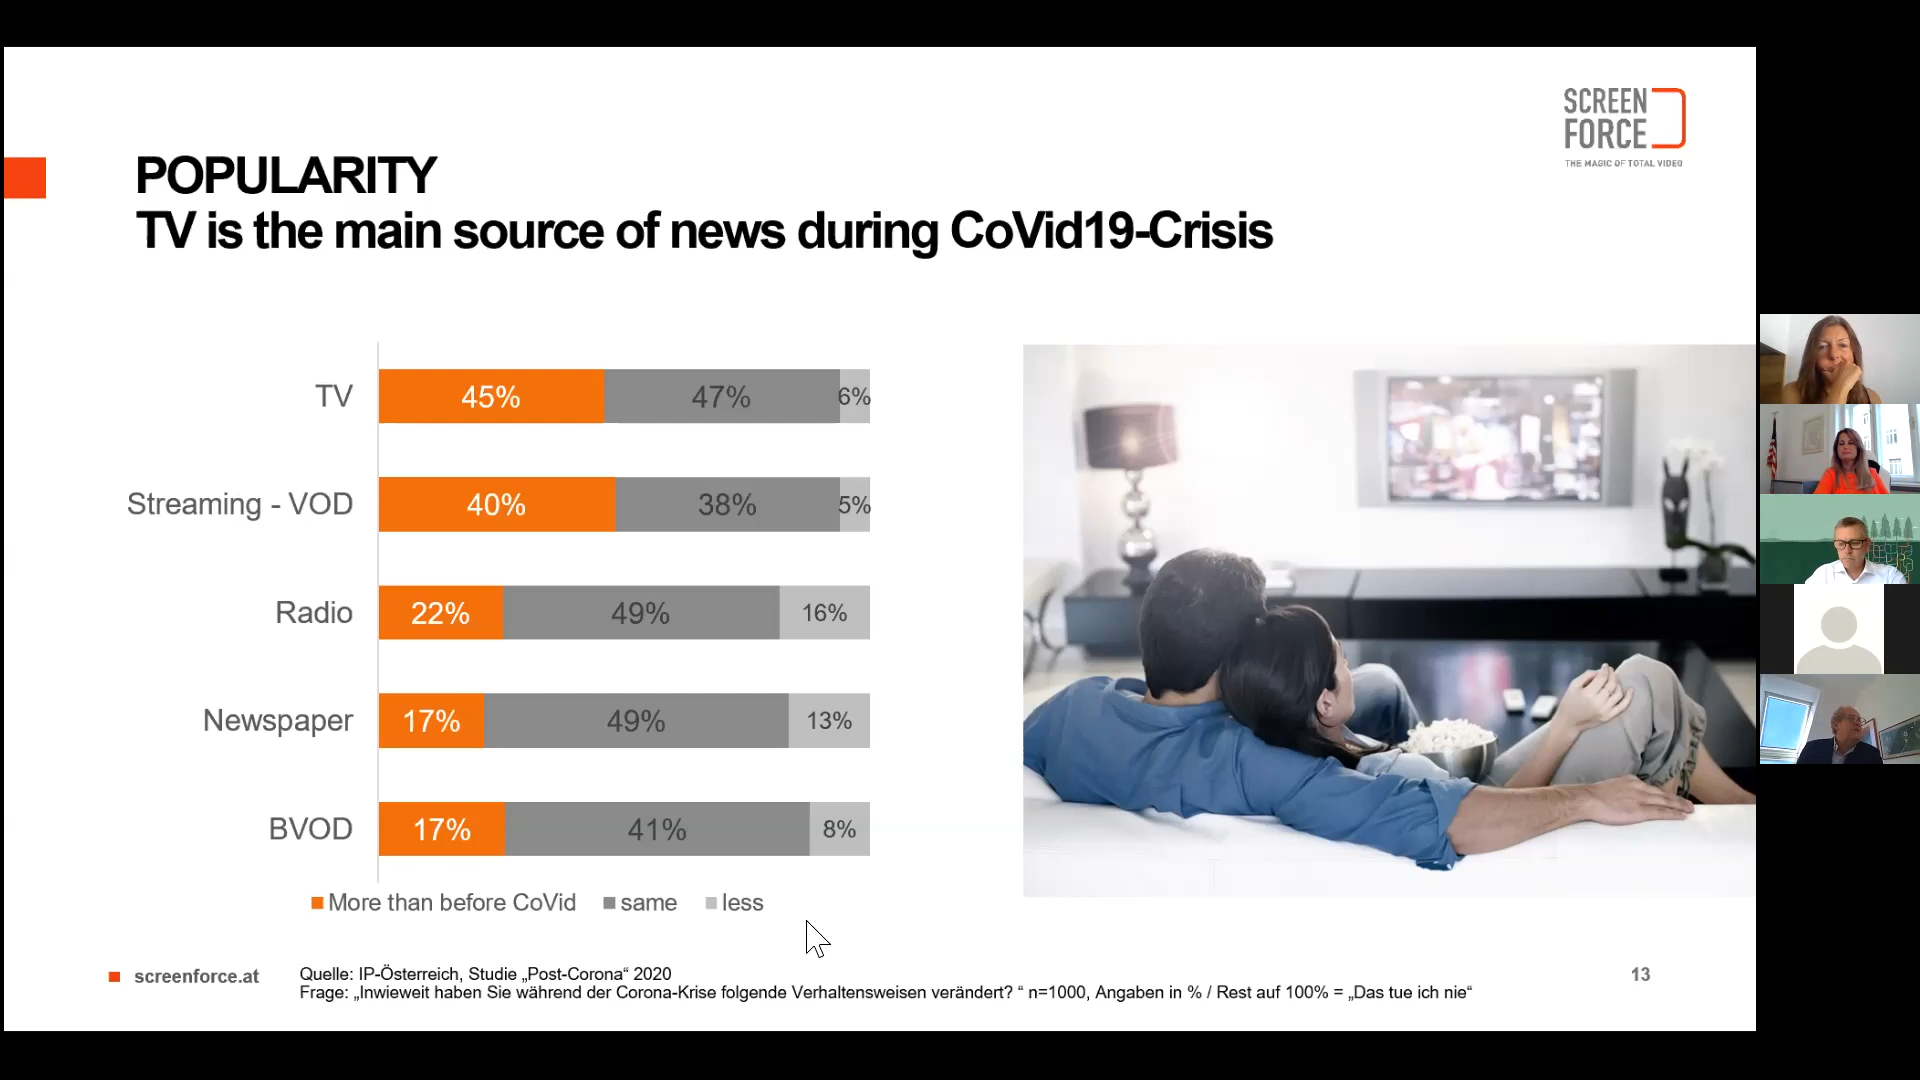 SCREEN
FORCE
THE MAGIC OF TOTAL VIDEO
POPULARITY
TV is the main source of news during CoVid19-Crisis
TV 45% 47% 6%
Streaming - VOD 40% 38% 5%
Radio 22% 49% 16%
Newspaper 17% 49% 13%
BVOD 17% 41% 8%
More than before CoVid same less
screenforce.at
Quelle: IP-Österreich, Studie „Post-Corona“ 2020
Frage: „Inwieweit haben Sie während der Corona-Krise folgende Verhaltensweisen verändert? “ n=1000, Angaben in % / Rest auf 100% = „Das tue ich nie“
13